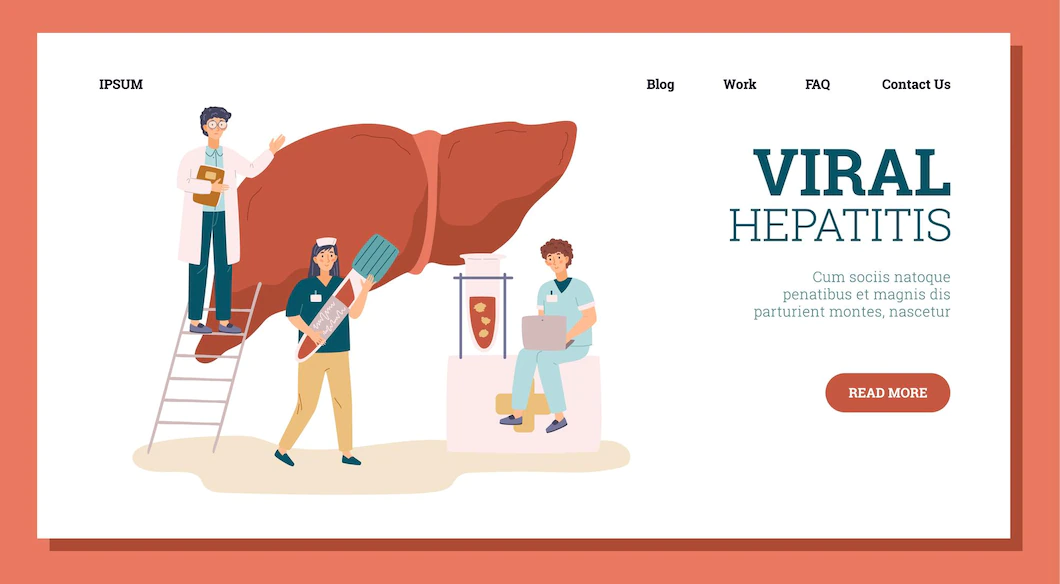 IPSUM
Blog Work FAQ Contact Us
VIRAL
HEPATITIS
Cum sociis natoque
penatibus et magnis dis
parturient montes, nascetur
READ MORE